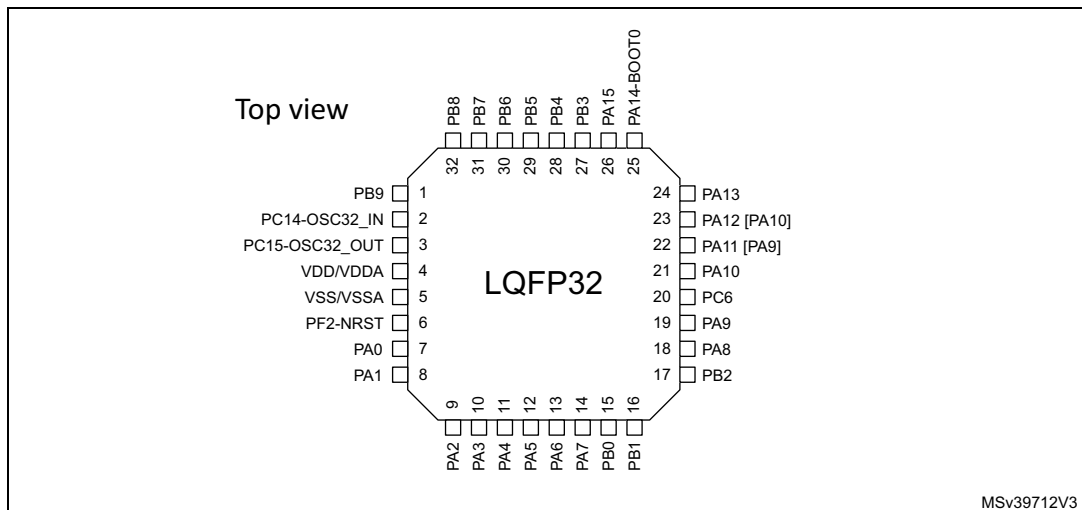 Top view
PB8
PB7
PB6
PB5
PB4
PB3
PA15
PA14-BOOT0
32
31
30
29
28
27
26
25
PB9 1
PC14-OSC32_IN 2
PC15-OSC32_OUT 3
VDD/VDDA 4
VSS/VSSA 5
PF2-NRST 6
PA0 7
PA1 8
LQFP32
24 PA13
23 PA12 [PA10]
22 PA11 [PA9]
21 PA10
20 PC6
19 PA9
18 PA8
17 PB2
9
10
11
12
13
14
15
16
PA2
PA3
PA4
PA5
PA6
PA7
PB0
PB1
MSv39712V3